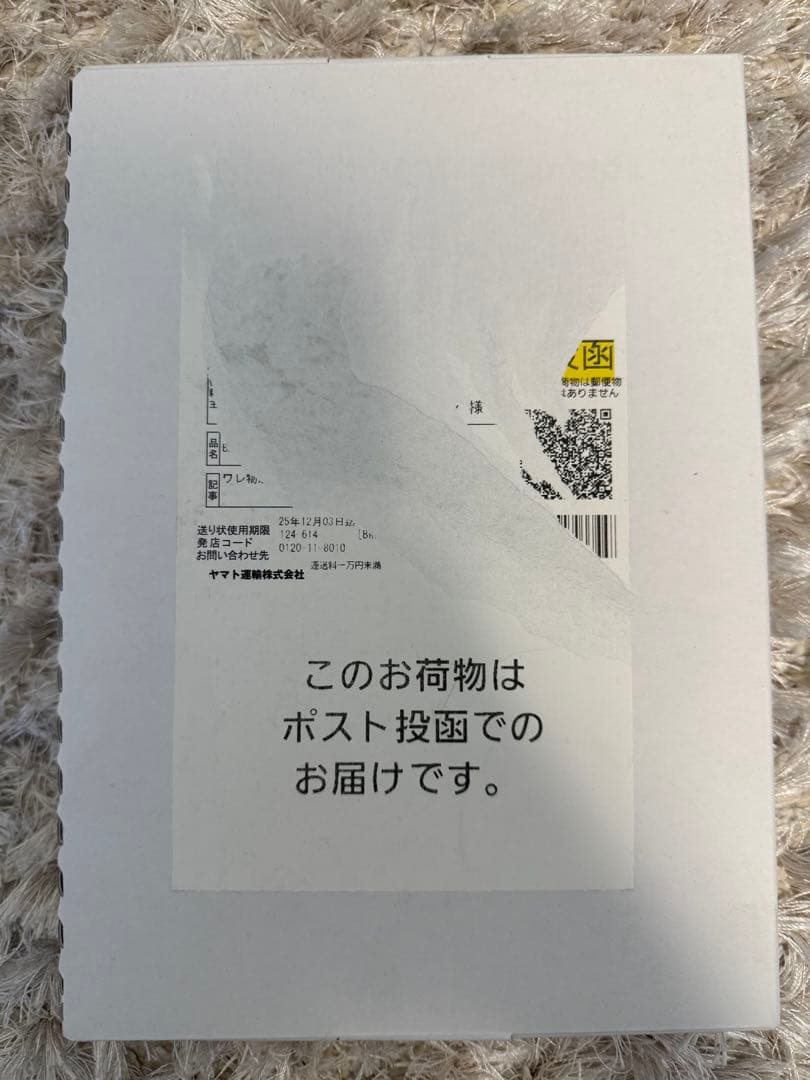 函
荷物は郵便物
はありません
様
品名
記事
ワレ物
25年12月03日
送り状使用期限
124-614
発店コード
0120-11-8010
お問い合わせ先
運送料一万円未満
ヤマト運輸株式会社
このお荷物は
ポスト投函での
お届けです。